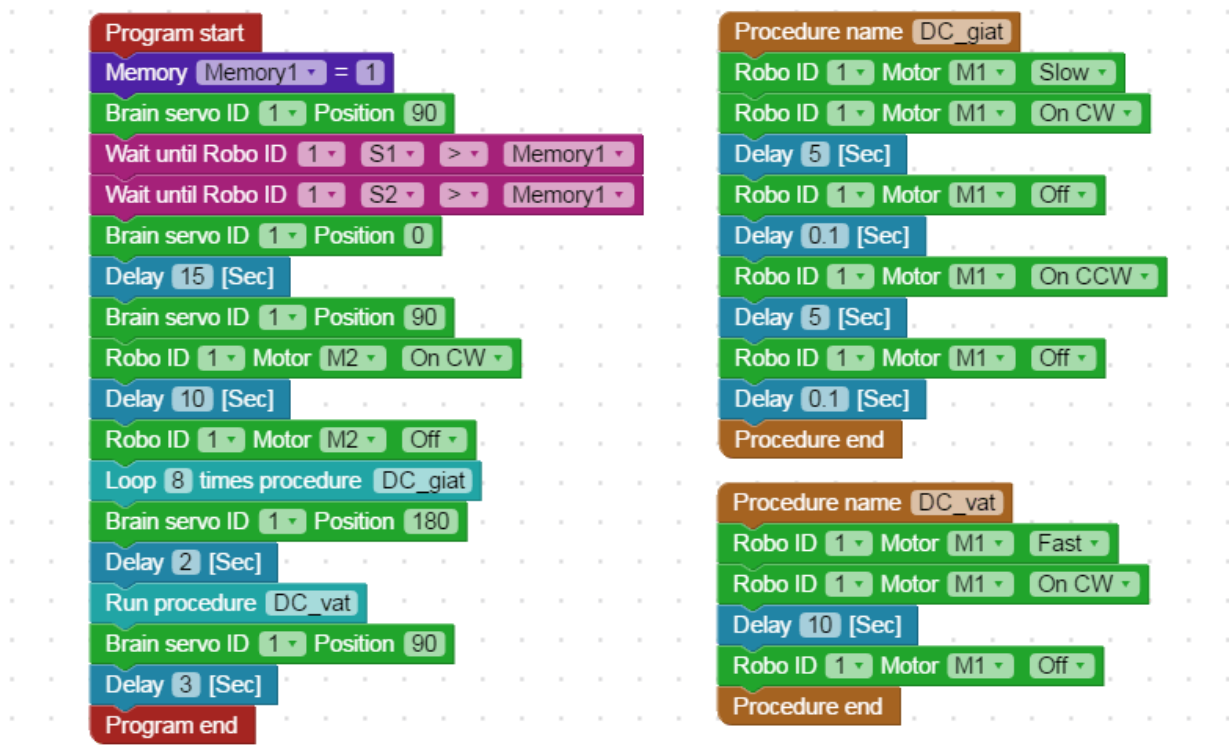 Program start
Memory Memory1 = 1
Brain servo ID 1 Position 90
Wait until Robo ID 1 S1 > Memory1
Wait until Robo ID 1 S2 > Memory1
Brain servo ID 1 Position 0
Delay 15 [Sec]
Brain servo ID 1 Position 90
Robo ID 1 Motor M2 On CW
Delay 10 [Sec]
Robo ID 1 Motor M2 Off
Loop 8 times procedure DC_giat
Brain servo ID 1 Position 180
Delay 2 [Sec]
Run procedure DC_vat
Brain servo ID 1 Position 90
Delay 3 [Sec]
Program end
Procedure name DC_giat
Robo ID 1 Motor M1 Slow
Robo ID 1 Motor M1 On CW
Delay 5 [Sec]
Robo ID 1 Motor M1 Off
Delay 0.1 [Sec]
Robo ID 1 Motor M1 On CCW
Delay 5 [Sec]
Robo ID 1 Motor M1 Off
Delay 0.1 [Sec]
Procedure end
Procedure name DC_vat
Robo ID 1 Motor M1 Fast
Robo ID 1 Motor M1 On CW
Delay 10 [Sec]
Robo ID 1 Motor M1 Off
Procedure end